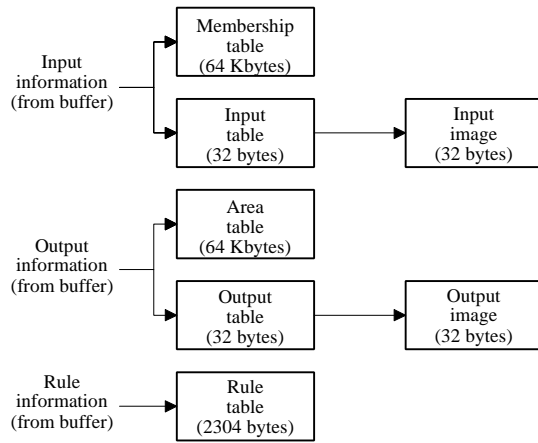 Membership
table
(64 Kbytes)
Input
information
(from buffer)
Input
table
(32 bytes)
Input
image
(32 bytes)
Area
table
(64 Kbytes)
Output
information
(from buffer)
Output
table
(32 bytes)
Output
image
(32 bytes)
Rule
information
(from buffer)
Rule
table
(2304 bytes)